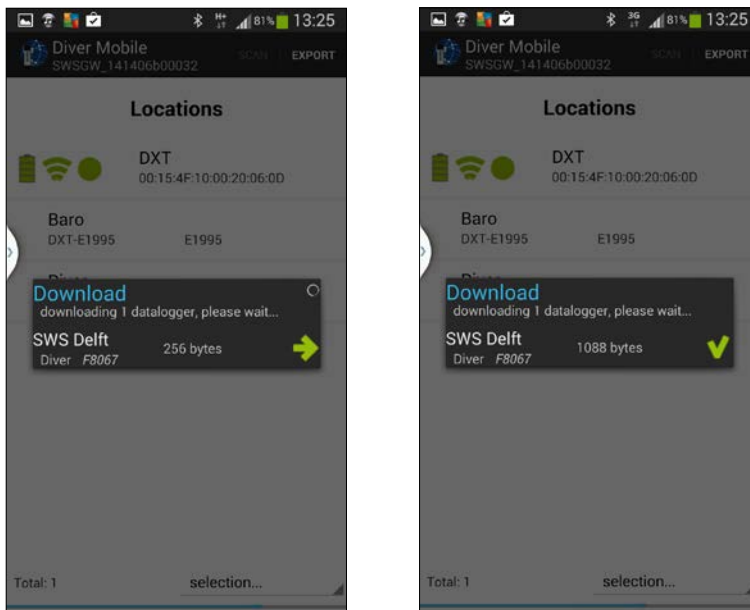 81% 13:25
Diver Mobile
SWSGW_141406b00032
SCAN EXPORT
Locations
DXT
00:15:4F:10:00:20:06:0D
Baro
DXT-E1995 E1995
Download
downloading 1 datalogger, please wait...
SWS Delft 256 bytes
Diver F8067
Total: 1 selection...
3G 81% 13:25
Diver Mobile
SWSGW_141406b00032
SCAN EXPORT
Locations
DXT
00:15:4F:10:00:20:06:0D
Baro
DXT-E1995 E1995
Download
downloading 1 datalogger, please wait...
SWS Delft 1088 bytes
Diver F8067
Total: 1 selection...